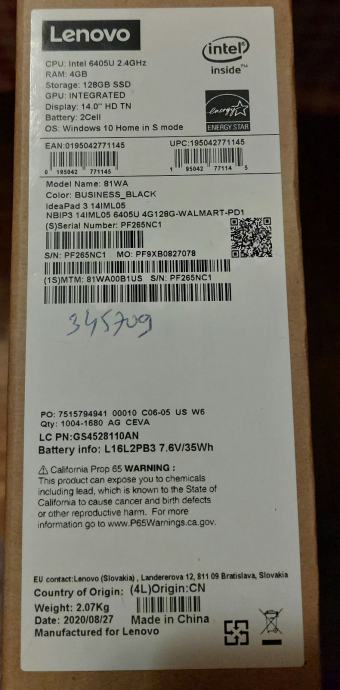 Lenovo
intel
inside™
CPU: Intel 6405U 2.4GHz
RAM: 4GB
Storage: 128GB SSD
GPU: INTEGRATED
Display: 14.0" HD TN
Battery: 2Cell
OS: Windows 10 Home in S mode
energy
ENERGY STAR
EAN:0195042771145 UPC:195042771145
0 195042 771145 1 95042 77114 5
Model Name: 81WA
Color: BUSINESS_BLACK
IdeaPad 3 14IML05
NBIP3 14IML05 6405U 4G128G-WALMART-PD1
(S)Serial Number: PF265NC1
S/N: PF265NC1 MO: PF9XB0827078
(1S)MTM: 81WA00B1US S/N: PF265NC1
345709
PO: 7515794941 00010 C06-05 US W6
Qty: 1004-1680 AG CEVA
LC PN:GS4528110AN
Battery info: L16L2PB3 7.6V/35Wh
⚠ California Prop 65 WARNING :
This product can expose you to chemicals
including lead, which is known to the State of
California to cause cancer and birth defects
or other reproductive harm. For more
information go to www.P65Warnings.ca.gov.
EU contact:Lenovo (Slovakia) , Landererova 12, 811 09 Bratislava, Slovakia
Country of Origin: (4L)Origin:CN
Weight: 2.07Kg
Date: 2020/08/27 Made in China
Manufactured for Lenovo